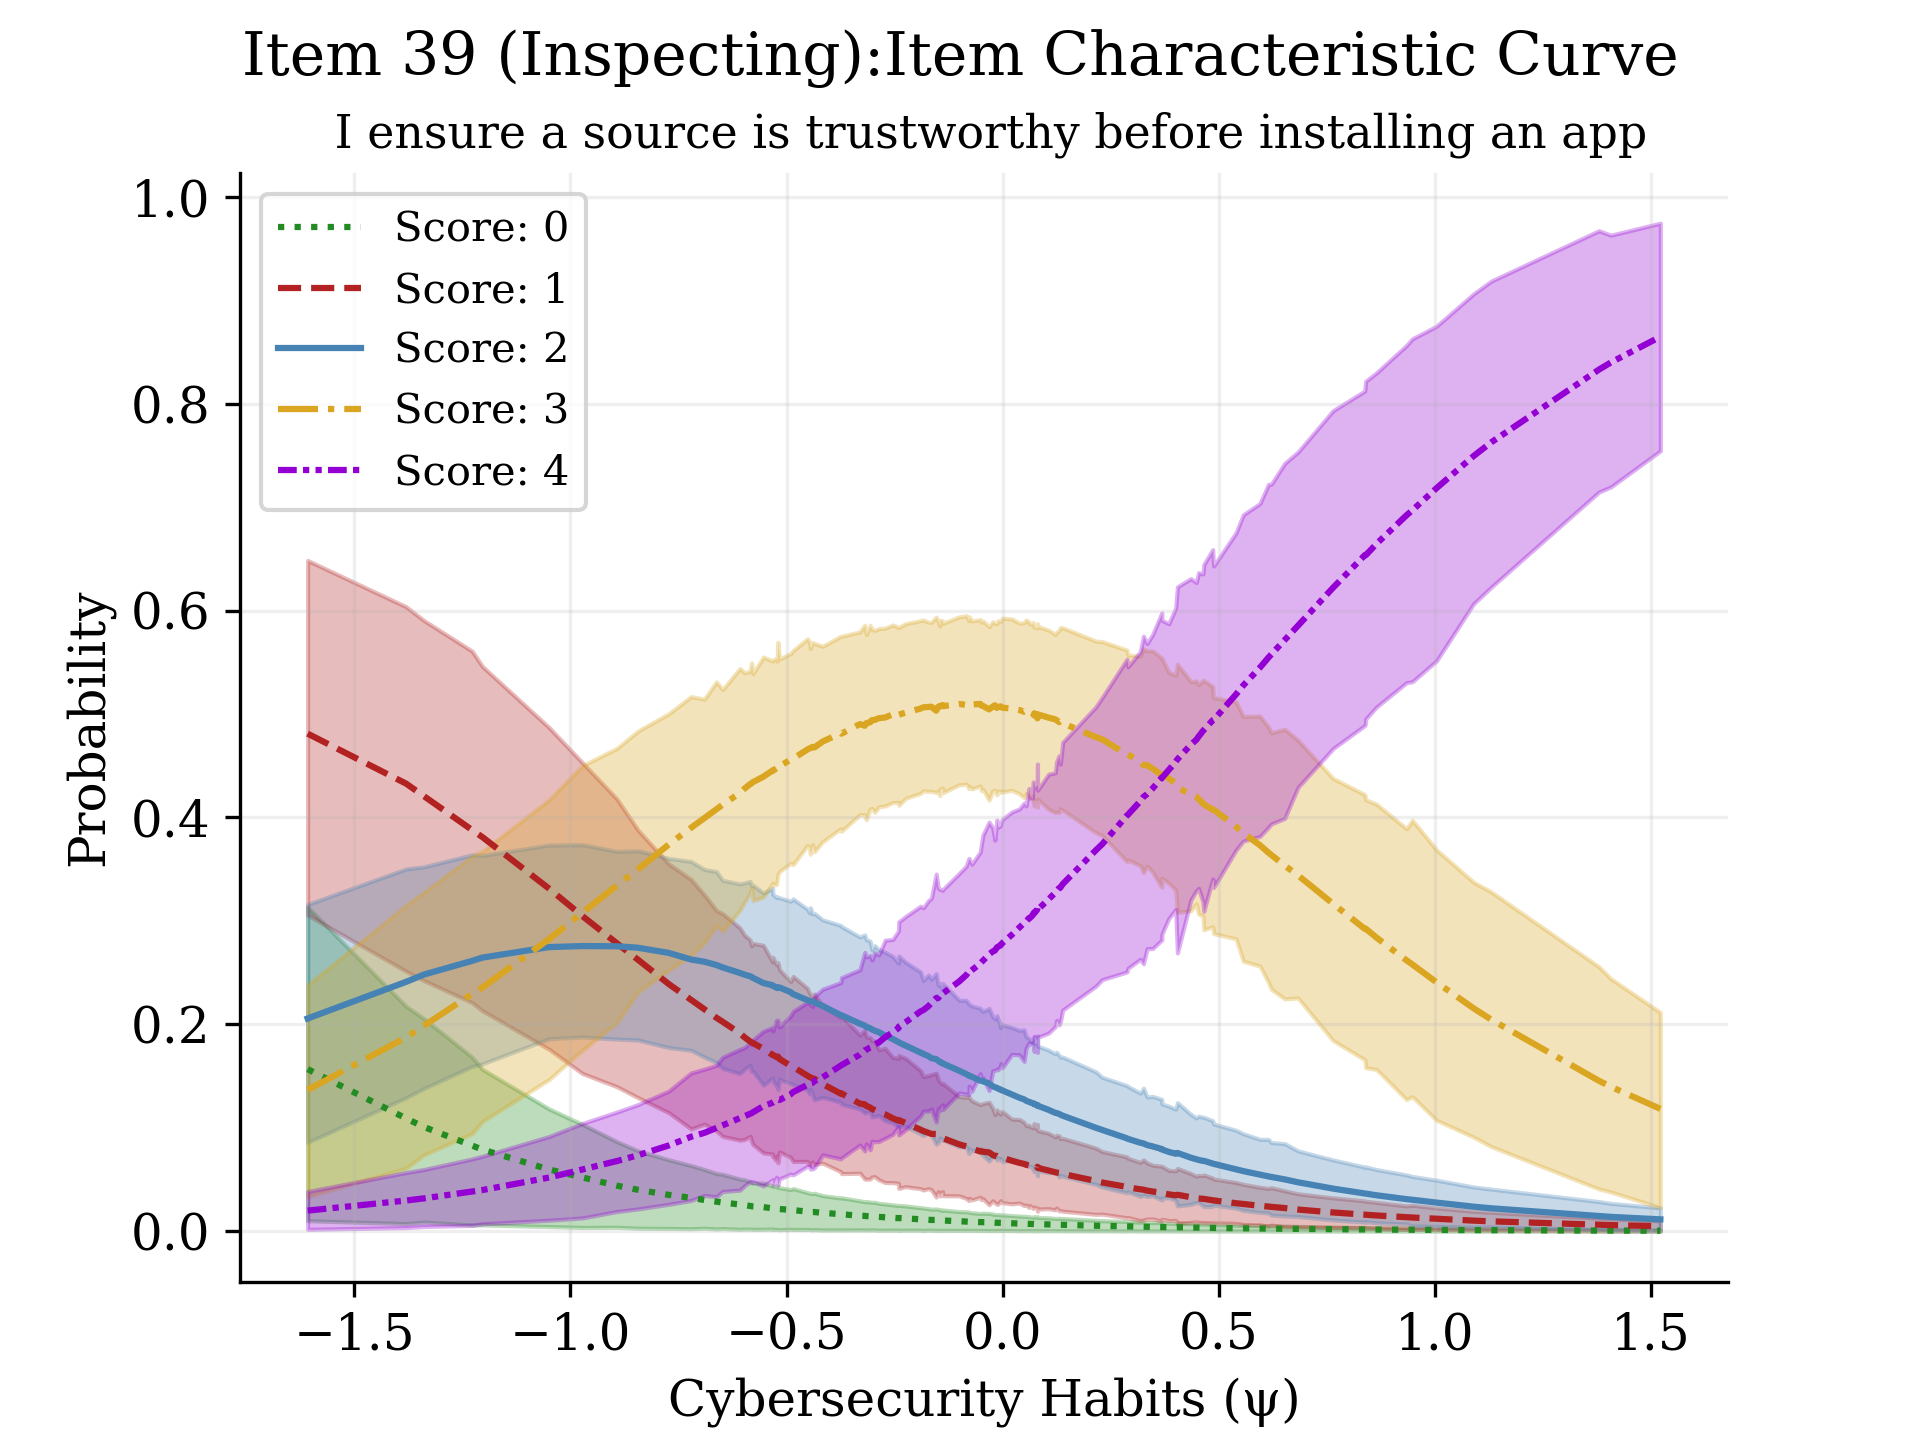 Item 39 (Inspecting):Item Characteristic Curve
I ensure a source is trustworthy before installing an app
Score: 0
Score: 1
Score: 2
Score: 3
Score: 4
Probability
1.0
0.8
0.6
0.4
0.2
0.0
−1.5 −1.0 −0.5 0.0 0.5 1.0 1.5
Cybersecurity Habits (ψ)